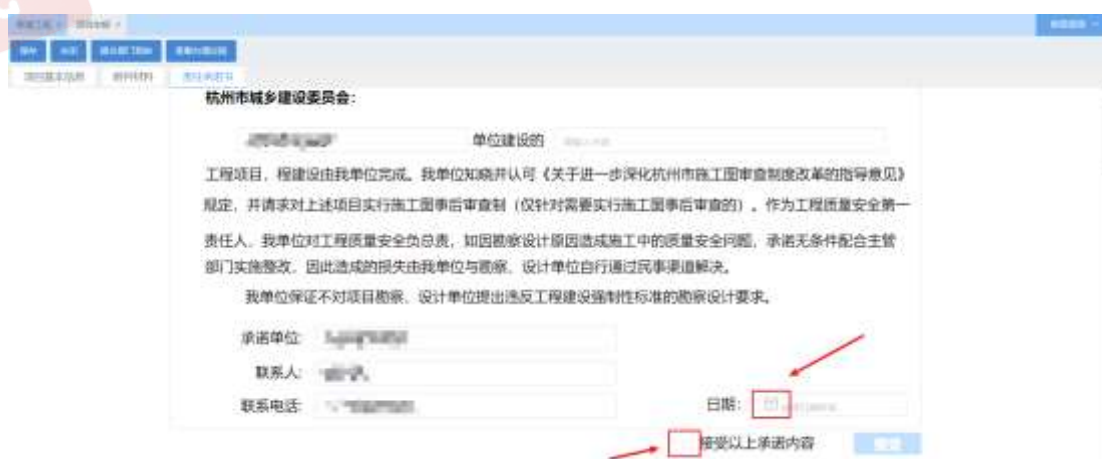 项目基本信息 附件材料
杭州市城乡建设委员会：
单位建设的
工程项目，程建设由我单位完成。我单位知晓并认可《关于进一步深化杭州市施工图审查制度改革的指导意见》
规定，并请求对上述项目实行施工图事后审查制（仅针对需要实行施工图事后审查的）。作为工程质量安全第一
责任人，我单位对工程质量安全负总责，如因勘察设计原因造成施工中的质量安全问题，承诺无条件配合主管
部门实施整改，因此造成的损失由我单位与勘察、设计单位自行通过民事渠道解决。
我单位保证不对项目勘察、设计单位提出违反工程建设强制性标准的勘察设计要求。
承诺单位:
联系人:
联系电话:
日期:
接受以上承诺内容